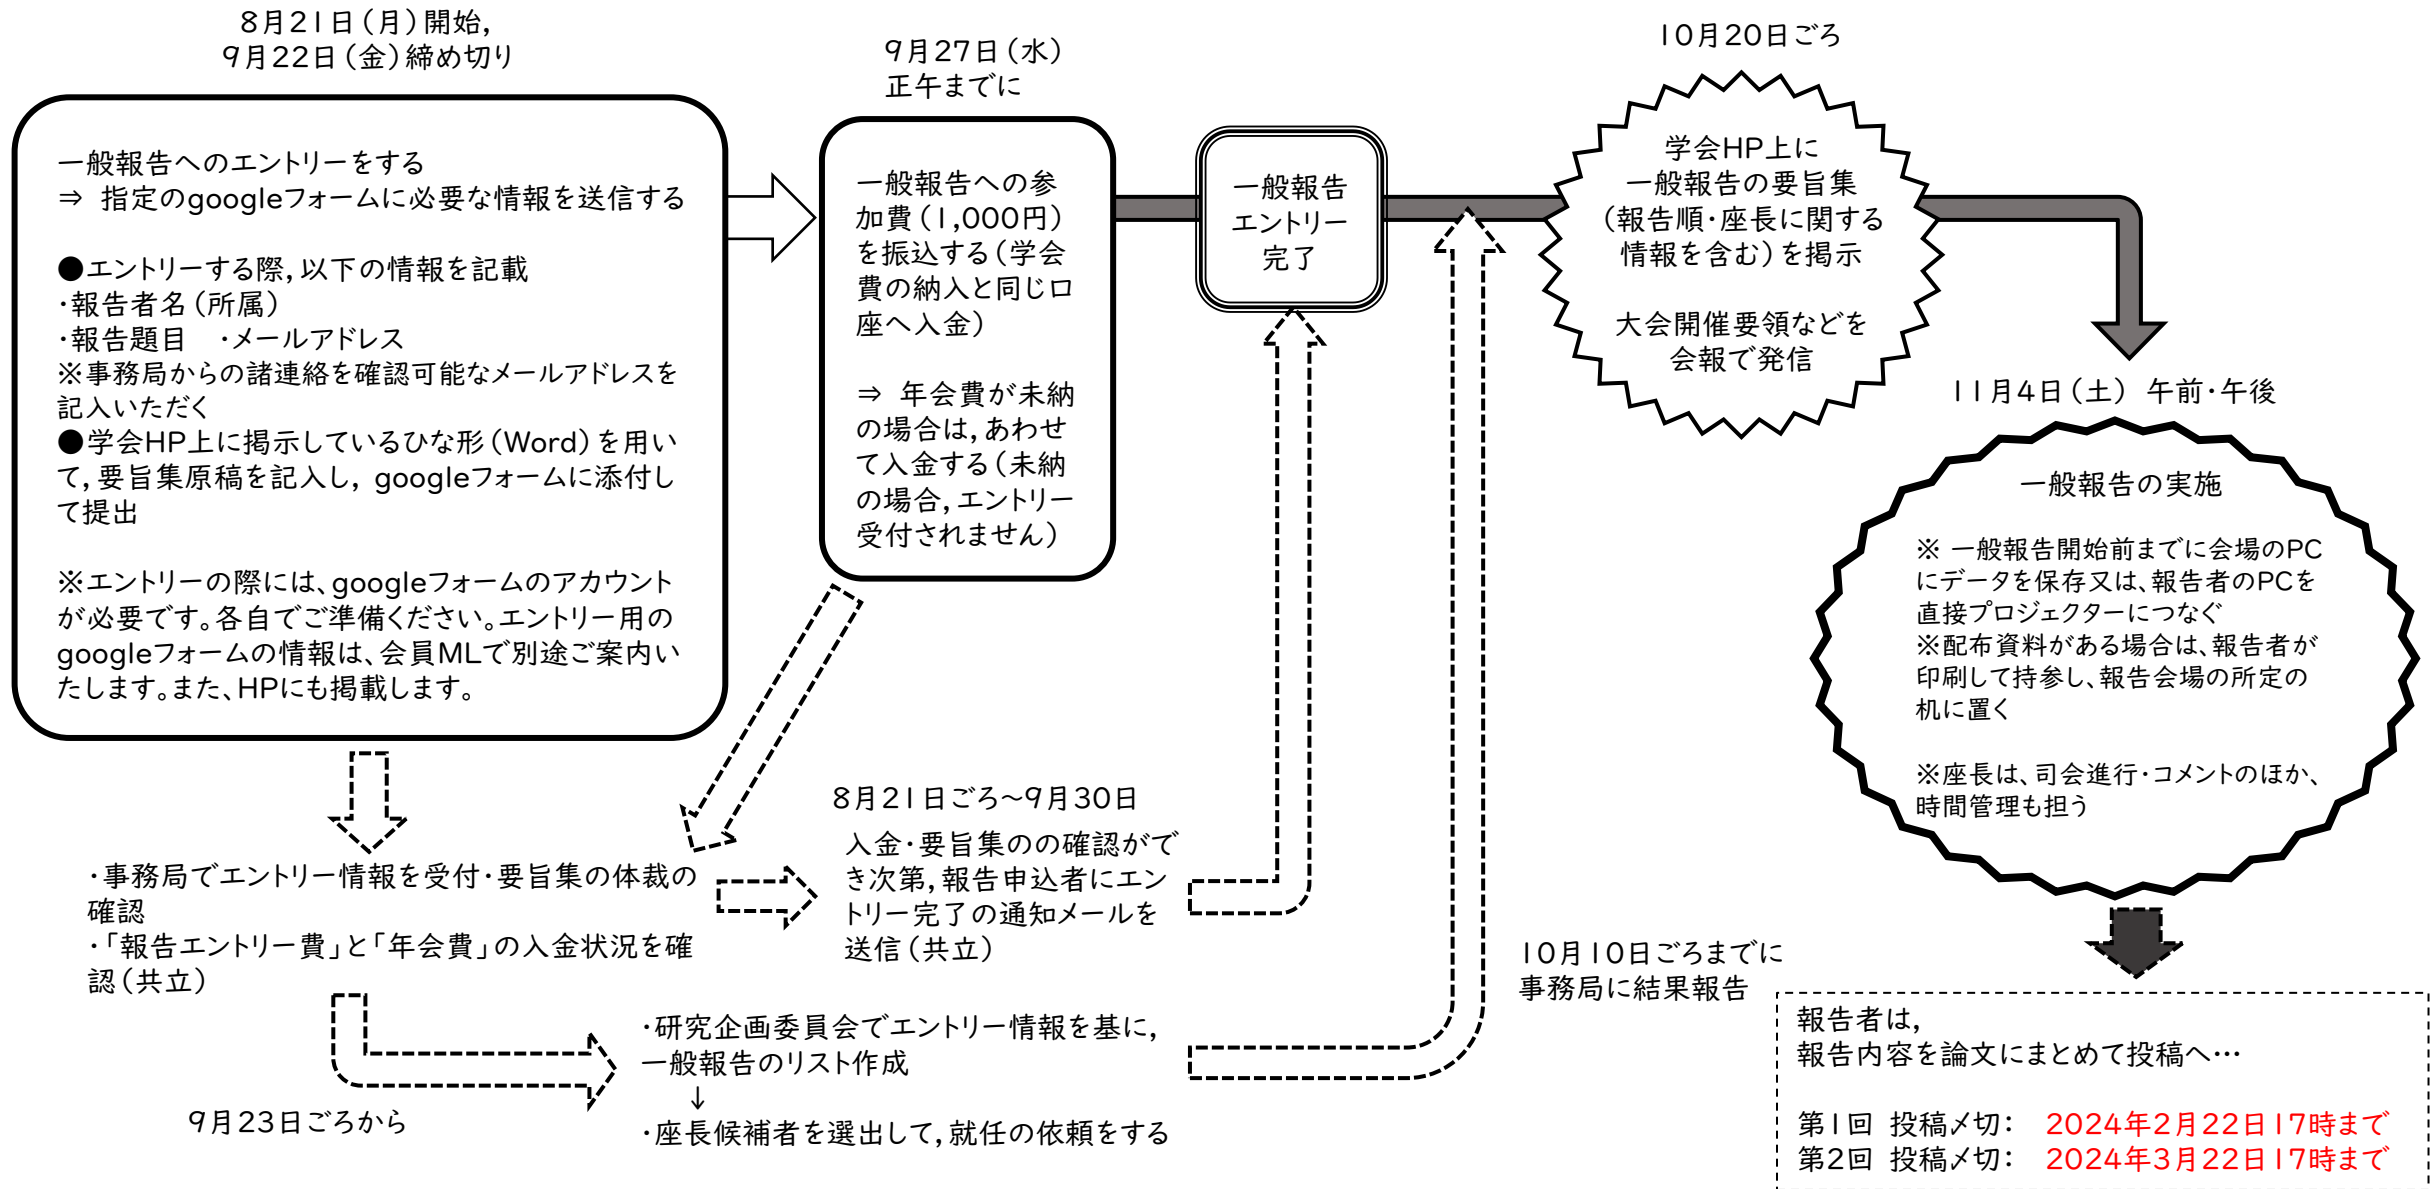 8月21日（月）開始，
9月22日（金）締め切り
一般報告へのエントリーをする
⇒ 指定のgoogleフォームに必要な情報を送信する
●エントリーする際，以下の情報を記載
・報告者名（所属）
・報告題目　・メールアドレス
※事務局からの諸連絡を確認可能なメールアドレスを
記入いただく
●学会HP上に掲示しているひな形（Word）を用い
て，要旨集原稿を記入し，googleフォームに添付し
て提出
※エントリーの際には、googleフォームのアカウント
が必要です。各自でご準備ください。エントリー用の
googleフォームの情報は、会員MLで別途ご案内い
たします。また、HPにも掲載します。
9月27日（水）
正午までに
一般報告への参
加費（1,000円）
を振込する（学会
費の納入と同じ口
座へ入金）
⇒ 年会費が未納
の場合は，あわせ
て入金する（未納
の場合，エントリー
受付されません）
一般報告
エントリー
完了
10月20日ごろ
学会HP上に
一般報告の要旨集
（報告順・座長に関する
情報を含む）を掲示
大会開催要領などを
会報で発信
11月4日（土） 午前・午後
一般報告の実施
※ 一般報告開始前までに会場のPC
にデータを保存又は、報告者のPCを
直接プロジェクターにつなぐ
※配布資料がある場合は、報告者が
印刷して持参し、報告会場の所定の
机に置く
※座長は、司会進行・コメントのほか、
時間管理も担う
・事務局でエントリー情報を受付・要旨集の体裁の
確認
・「報告エントリー費」と「年会費」の入金状況を確
認（共立）
8月21日ごろ～9月30日
入金・要旨集のの確認がで
き次第，報告申込者にエン
トリー完了の通知メールを
送信（共立）
9月23日ごろから
・研究企画委員会でエントリー情報を基に，
一般報告のリスト作成
↓
・座長候補者を選出して，就任の依頼をする
10月10日ごろまでに
事務局に結果報告
報告者は，
報告内容を論文にまとめて投稿へ…
第1回 投稿〆切： 2024年2月22日17時まで
第2回 投稿〆切： 2024年3月22日17時まで